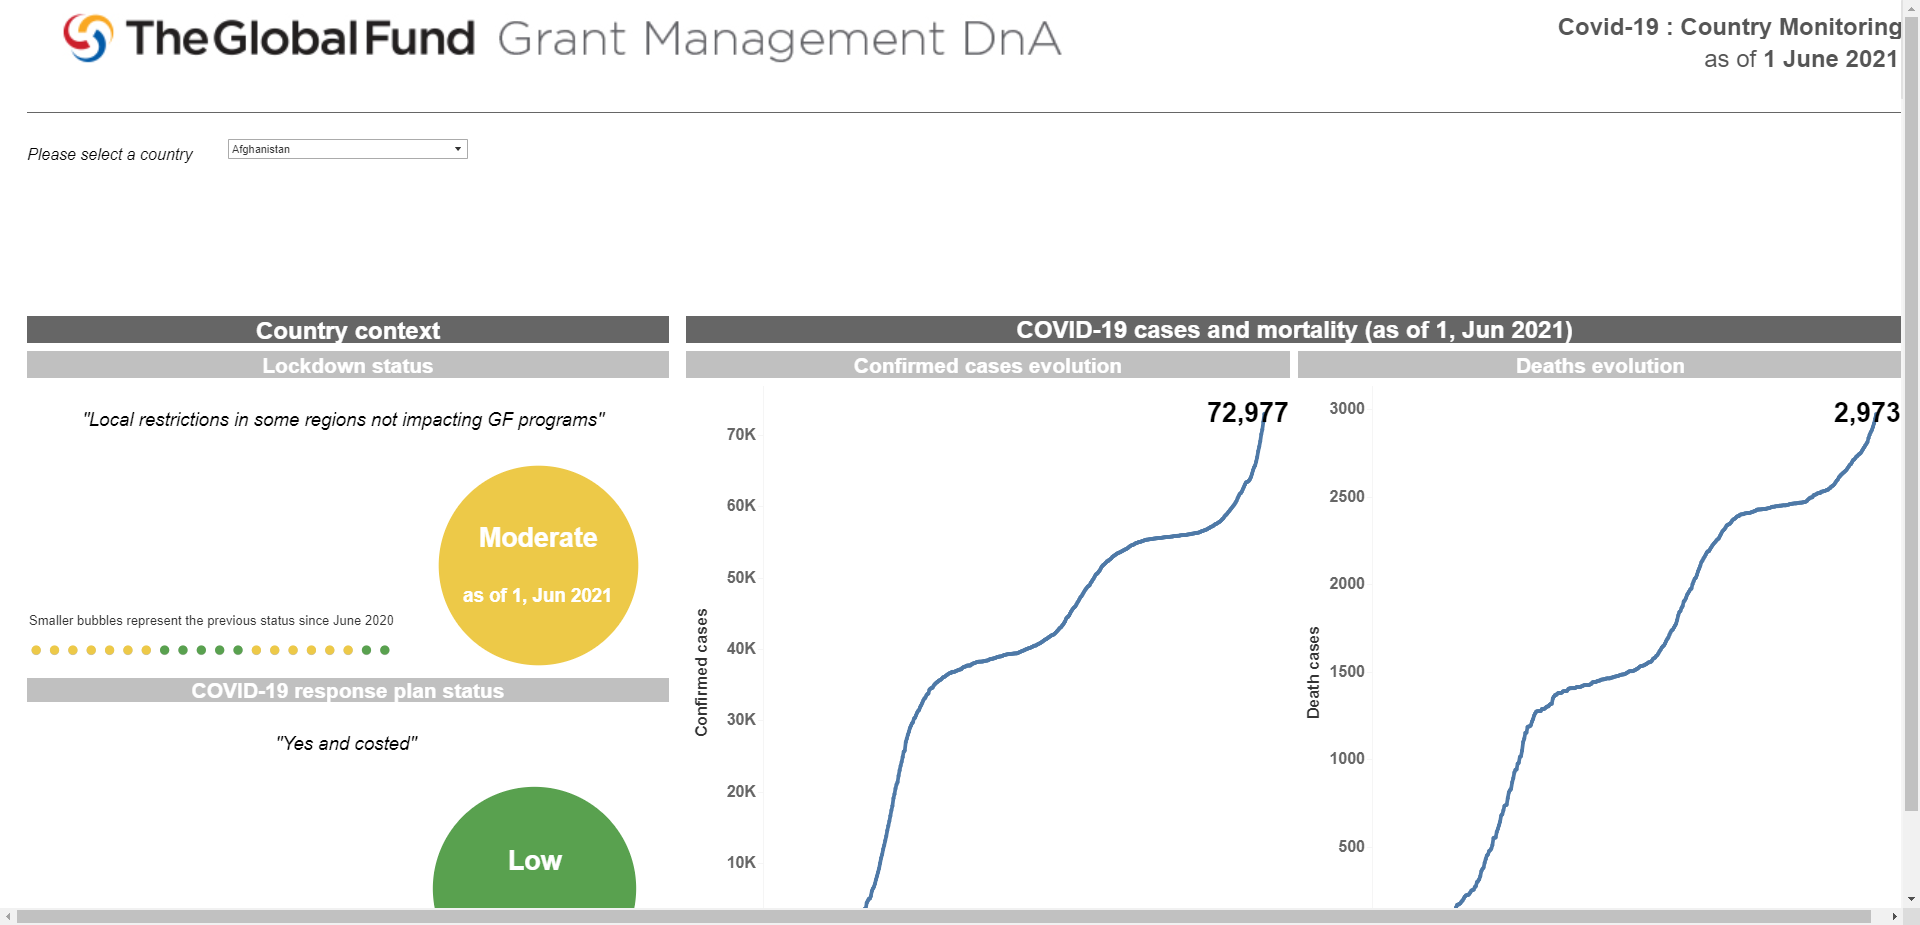 TheGlobalFund Grant Management DnA
Covid-19 : Country Monitoring
as of 1 June 2021
Please select a country
Afghanistan
Country context
Lockdown status
"Local restrictions in some regions not impacting GF programs"
Moderate
as of 1, Jun 2021
Smaller bubbles represent the previous status since June 2020
COVID-19 response plan status
"Yes and costed"
Low
COVID-19 cases and mortality (as of 1, Jun 2021)
Confirmed cases evolution
72,977
70K
60K
50K
40K
30K
20K
10K
Confirmed cases
Deaths evolution
2,973
3000
2500
2000
1500
1000
500
Death cases